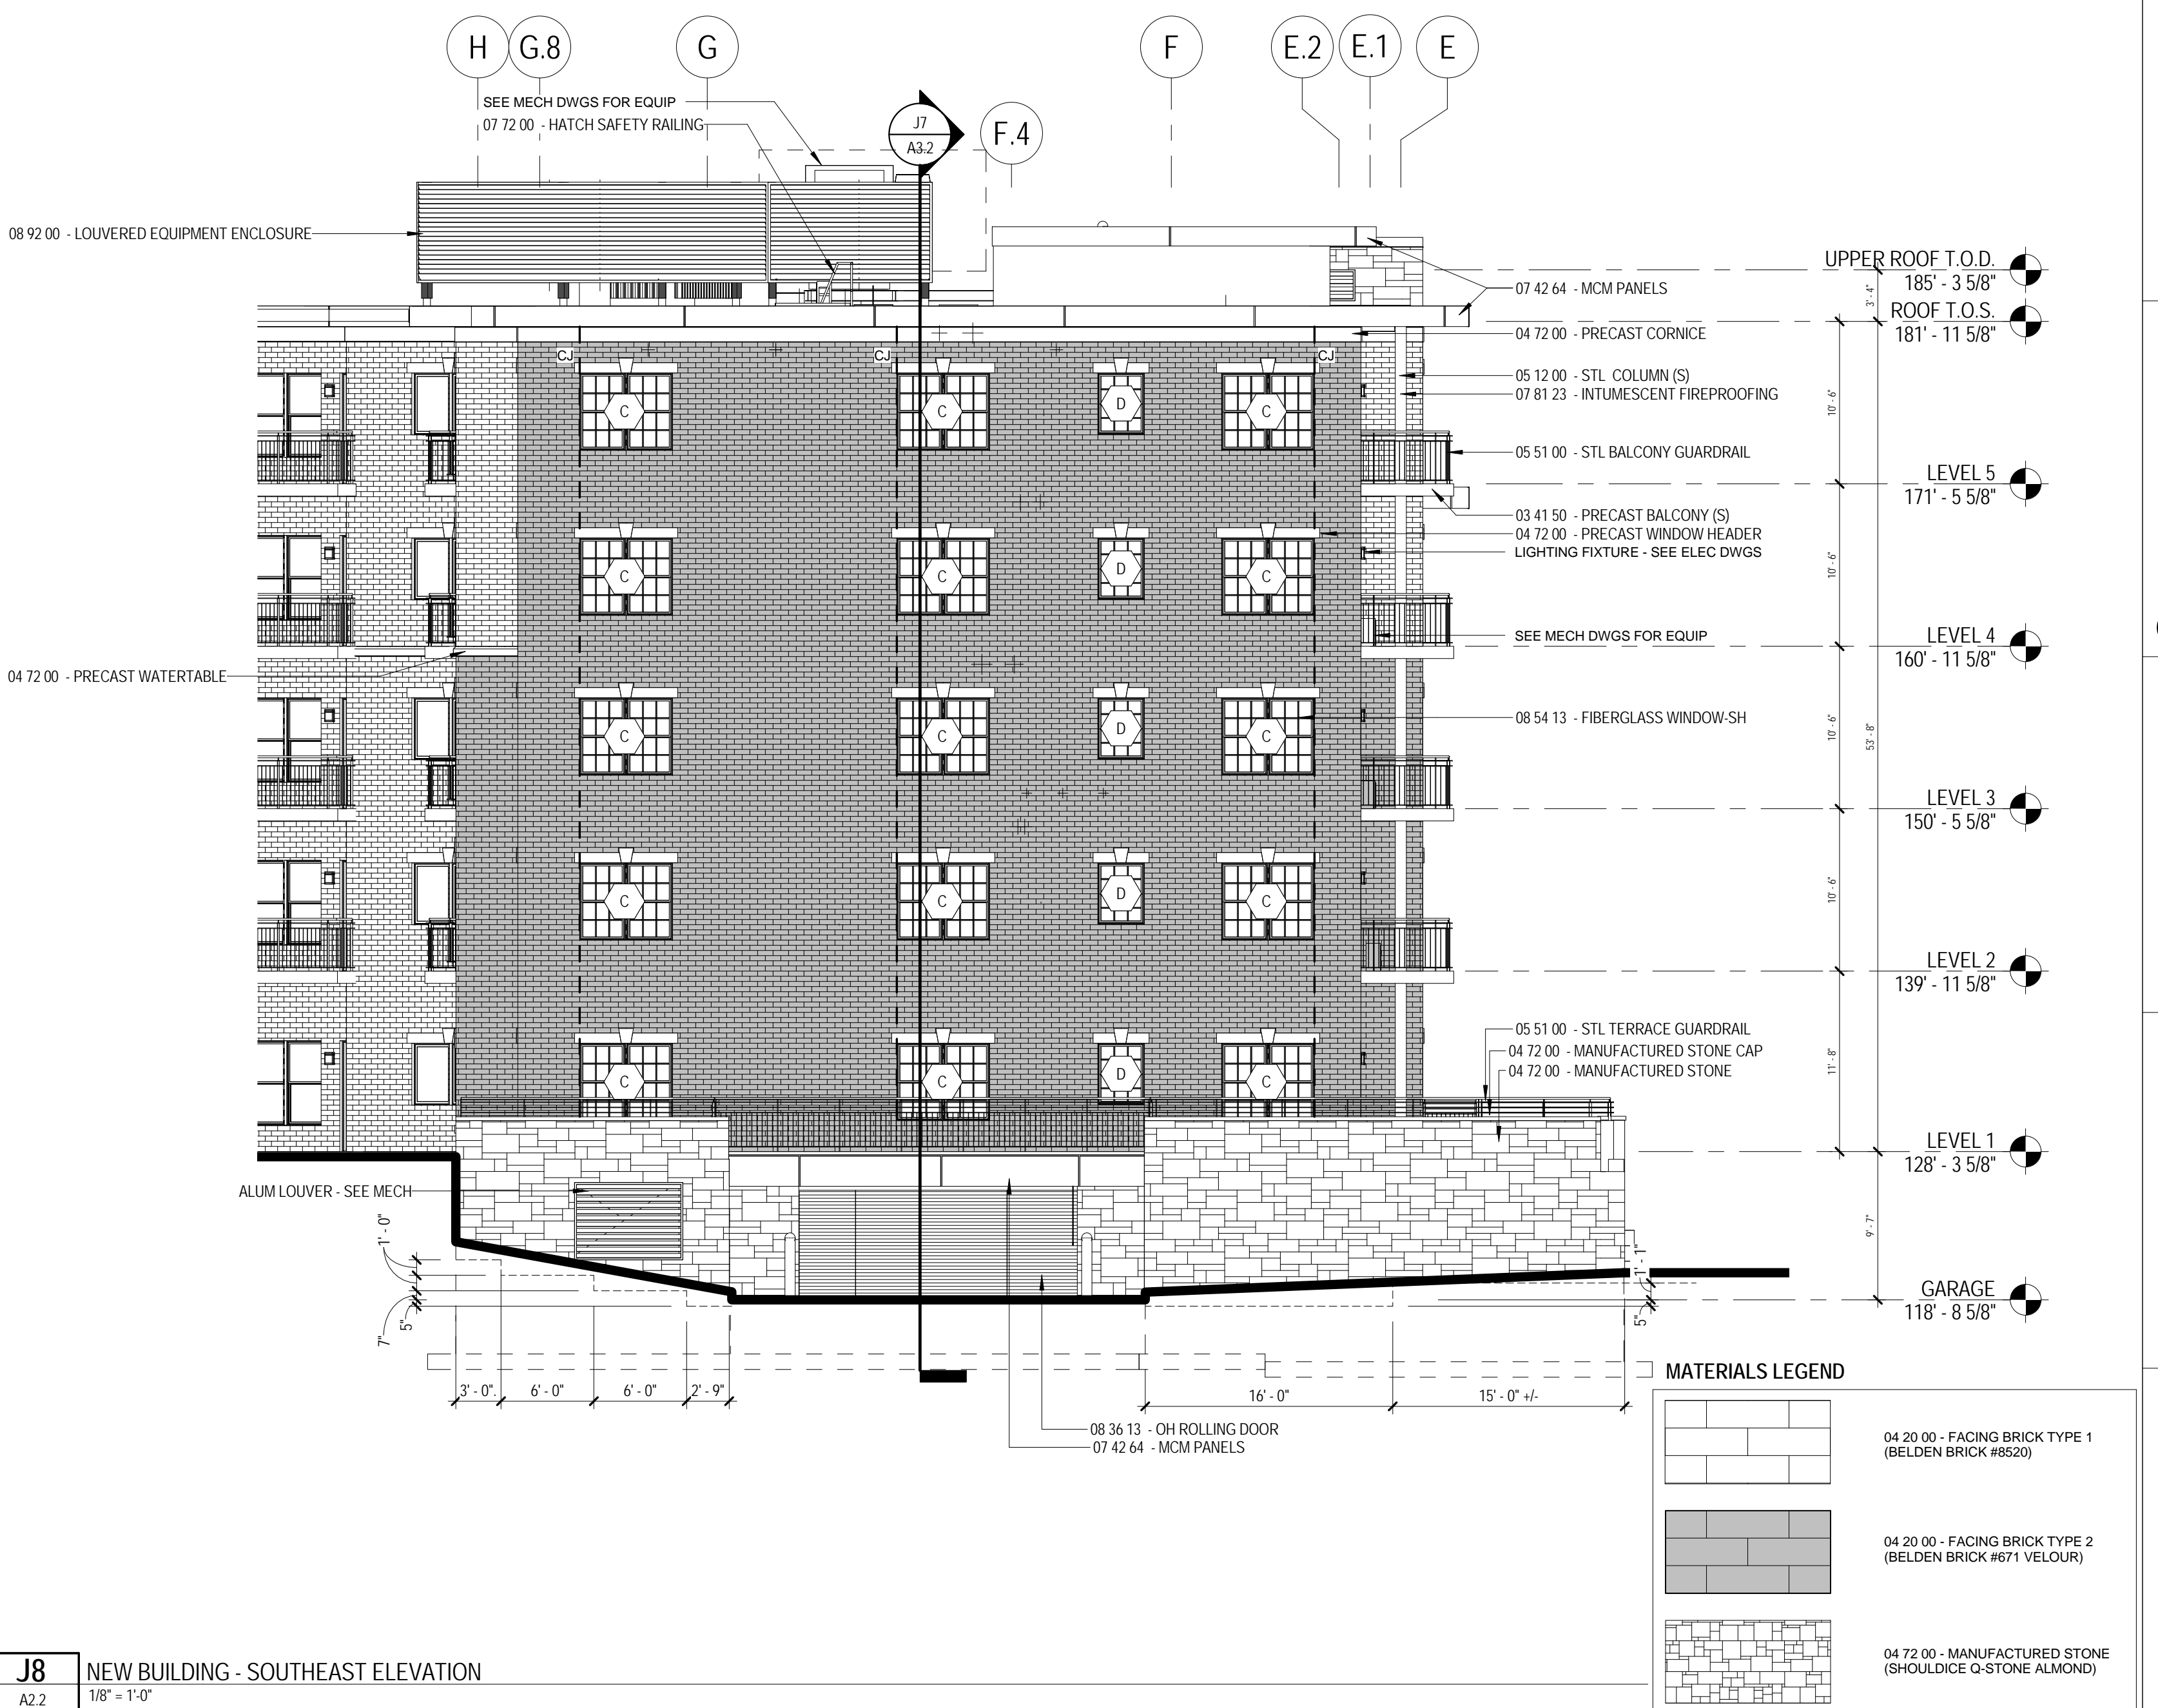 H
G.8
G
F
E.2
E.1
E
SEE MECH DWGS FOR EQUIP
07 72 00 - HATCH SAFETY RAILING
J7
A3.2
F.4
08 92 00 - LOUVERED EQUIPMENT ENCLOSURE
UPPER ROOF T.O.D.
185' - 3 5/8"
3' - 4"
07 42 64 - MCM PANELS
ROOF T.O.S.
181' - 11 5/8"
04 72 00 - PRECAST CORNICE
CJ
CJ
CJ
05 12 00 - STL COLUMN (S)
07 81 23 - INTUMESCENT FIREPROOFING
C
C
D
C
10' - 6"
05 51 00 - STL BALCONY GUARDRAIL
LEVEL 5
171' - 5 5/8"
03 41 50 - PRECAST BALCONY (S)
04 72 00 - PRECAST WINDOW HEADER
LIGHTING FIXTURE - SEE ELEC DWGS
C
C
D
C
10' - 6"
SEE MECH DWGS FOR EQUIP
LEVEL 4
160' - 11 5/8"
04 72 00 - PRECAST WATERTABLE
08 54 13 - FIBERGLASS WINDOW-SH
C
C
D
C
10' - 6"
53' - 8"
LEVEL 3
150' - 5 5/8"
C
C
D
C
10' - 6"
LEVEL 2
139' - 11 5/8"
05 51 00 - STL TERRACE GUARDRAIL
04 72 00 - MANUFACTURED STONE CAP
04 72 00 - MANUFACTURED STONE
C
C
D
C
11' - 8"
LEVEL 1
128' - 3 5/8"
ALUM LOUVER - SEE MECH
1' - 0"
7"
5"
9' - 7"
1' - 1"
5"
GARAGE
118' - 8 5/8"
3' - 0"
6' - 0"
6' - 0"
2' - 9"
16' - 0"
15' - 0" +/-
08 36 13 - OH ROLLING DOOR
07 42 64 - MCM PANELS
MATERIALS LEGEND
04 20 00 - FACING BRICK TYPE 1
(BELDEN BRICK #8520)
04 20 00 - FACING BRICK TYPE 2
(BELDEN BRICK #671 VELOUR)
04 72 00 - MANUFACTURED STONE
(SHOULDICE Q-STONE ALMOND)
J8
A2.2
NEW BUILDING - SOUTHEAST ELEVATION
1/8" = 1'-0"